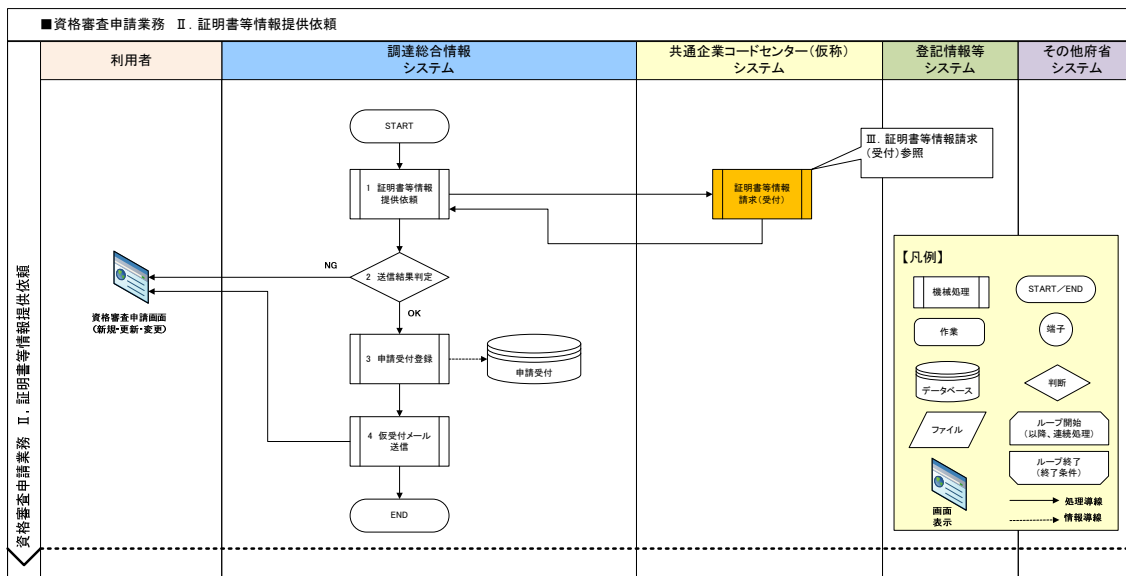 ■資格審査申請業務　Ⅱ．証明書等情報提供依頼
利用者
調達総合情報
システム
共通企業コードセンター（仮称）
システム
登記情報等
システム
その他府省
システム
資格審査申請業務　Ⅱ．証明書等情報提供依頼
START
1 証明書等情報
提供依頼
証明書等情報
請求（受付）
Ⅲ．証明書等情報請求
（受付）参照
2 送信結果判定
NG
OK
資格審査申請画面
（新規・更新・変更）
3 申請受付登録
申請受付
4 仮受付メール
送信
END
【凡例】
機械処理
START／END
作業
端子
データベース
判断
ファイル
ループ開始
（以降、連続処理）
ループ終了
（終了条件）
画面
表示
処理導線
情報導線